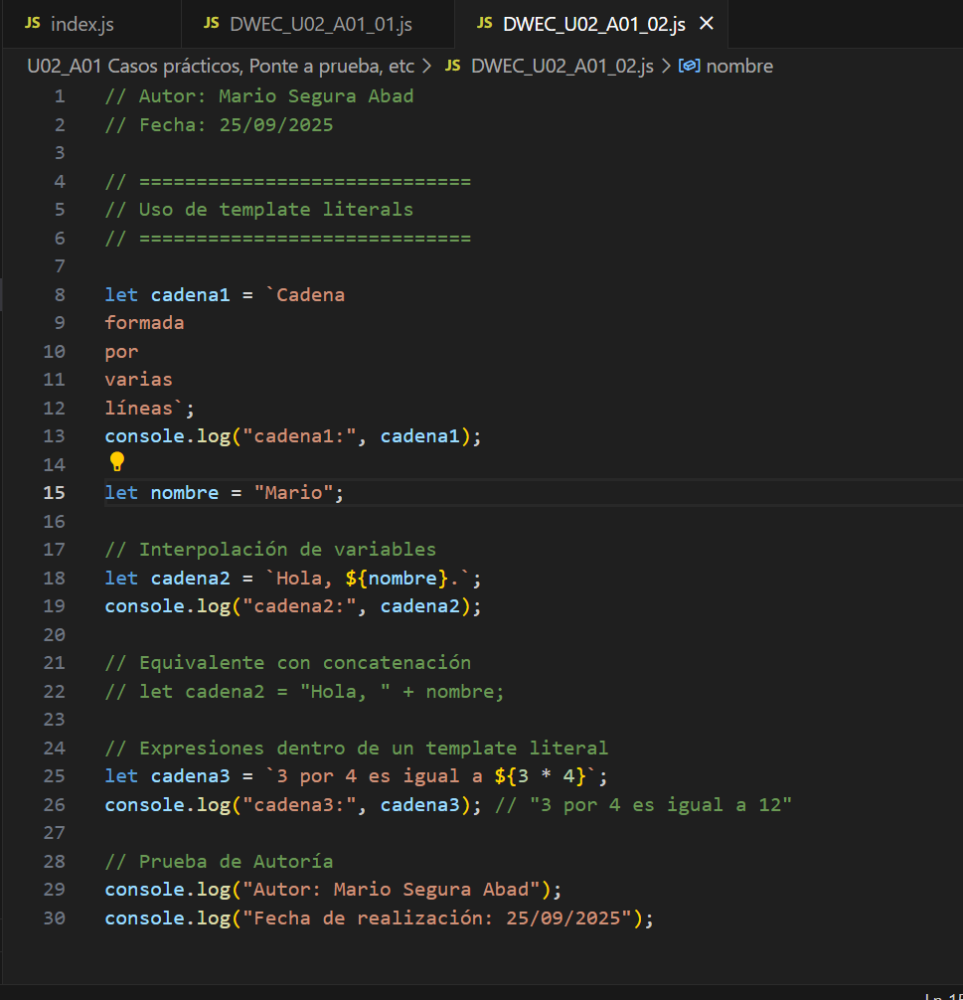 JS index.js JS DWEC_U02_A01_01.js JS DWEC_U02_A01_02.js ×
U02_A01 Casos prácticos, Ponte a prueba, etc > JS DWEC_U02_A01_02.js > nombre
1 // Autor: Mario Segura Abad
2 // Fecha: 25/09/2025
3
4 // =============================
5 // Uso de template literals
6 // =============================
7
8 let cadena1 = `Cadena
9 formada
10 por
11 varias
12 líneas`;
13 console.log("cadena1:", cadena1);
14
15 let nombre = "Mario";
16
17 // Interpolación de variables
18 let cadena2 = `Hola, ${nombre}.`;
19 console.log("cadena2:", cadena2);
20
21 // Equivalente con concatenación
22 // let cadena2 = "Hola, " + nombre;
23
24 // Expresiones dentro de un template literal
25 let cadena3 = `3 por 4 es igual a ${3 * 4}`;
26 console.log("cadena3:", cadena3); // "3 por 4 es igual a 12"
27
28 // Prueba de Autoría
29 console.log("Autor: Mario Segura Abad");
30 console.log("Fecha de realización: 25/09/2025");